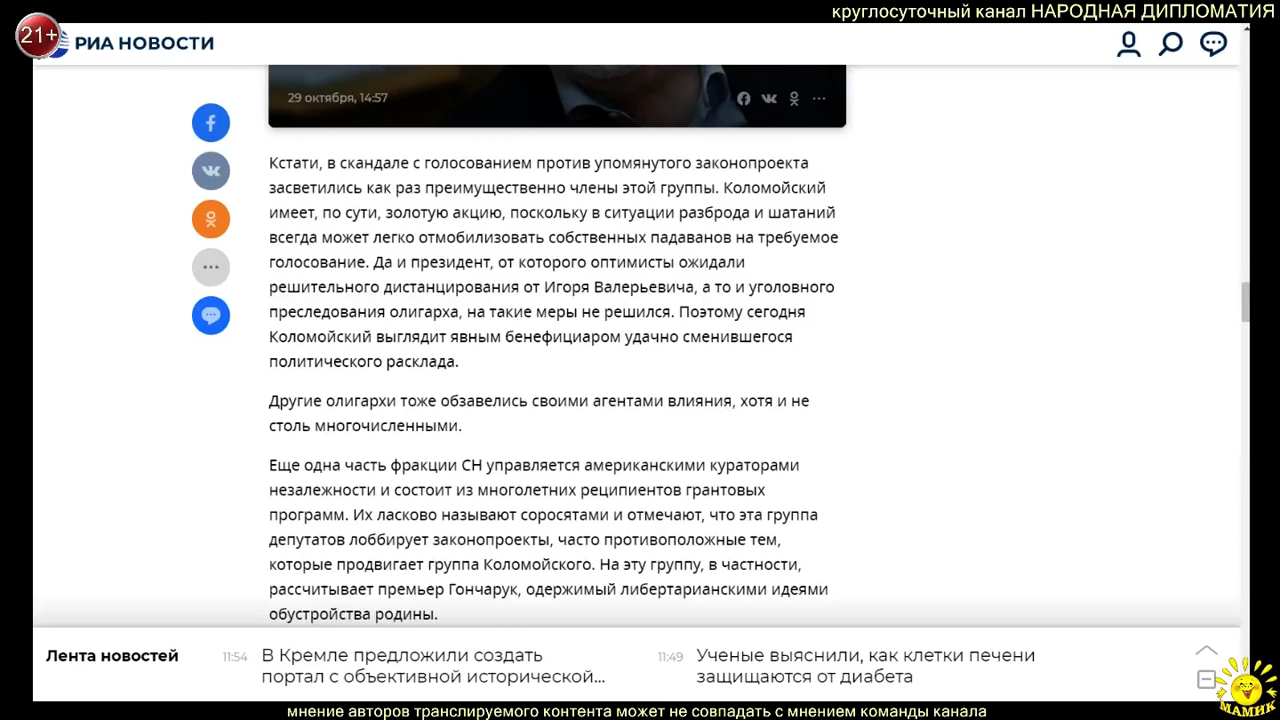 круглосуточный канал НАРОДНАЯ ДИПЛОМАТИЯ
21+
РИА НОВОСТИ
29 октября, 14:57
Кстати, в скандале с голосованием против упомянутого законопроекта
засветились как раз преимущественно члены этой группы. Коломойский
имеет, по сути, золотую акцию, поскольку в ситуации разброда и шатаний
всегда может легко отмобилизовать собственных падаванов на требуемое
голосование. Да и президент, от которого оптимисты ожидали
решительного дистанцирования от Игоря Валерьевича, а то и уголовного
преследования олигарха, на такие меры не решился. Поэтому сегодня
Коломойский выглядит явным бенефициаром удачно сменившегося
политического расклада.
Другие олигархи тоже обзавелись своими агентами влияния, хотя и не
столь многочисленными.
Еще одна часть фракции СН управляется американскими кураторами
незалежности и состоит из многолетних реципиентов грантовых
программ. Их ласково называют соросятами и отмечают, что эта группа
депутатов лоббирует законопроекты, часто противоположные тем,
которые продвигает группа Коломойского. На эту группу, в частности,
рассчитывает премьер Гончарук, одержимый либертарианскими идеями
обустройства родины.
Лента новостей
11:54 В Кремле предложили создать
портал с объективной исторической...
11:49 Ученые выяснили, как клетки печени
защищаются от диабета
МАМИК
мнение авторов транслируемого контента может не совпадать с мнением команды канала